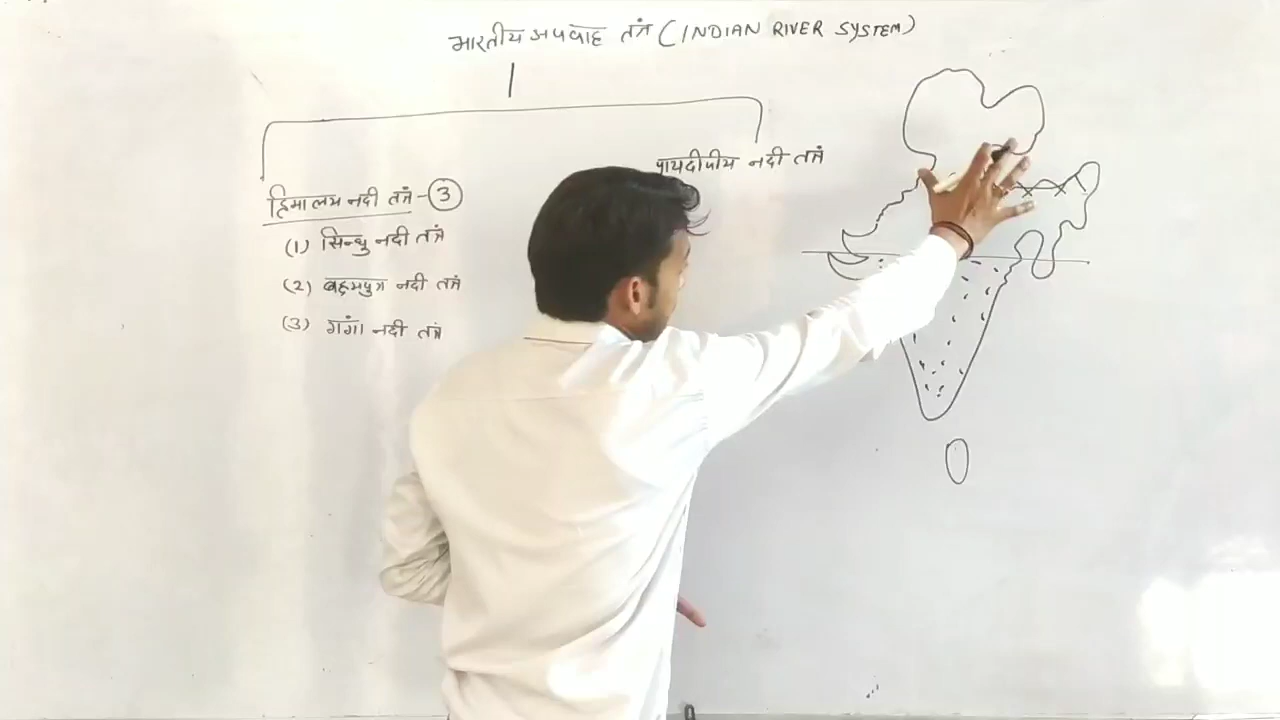 भारतीय अपवाह तंत्र (INDIAN RIVER SYSTEM)
हिमालय नदी तंत्र - 3
(1) सिन्धु नदी तंत्र
(2) ब्रह्मपुत्र नदी तंत्र
(3) गंगा नदी तंत्र
प्रायदीपीय नदी तंत्र